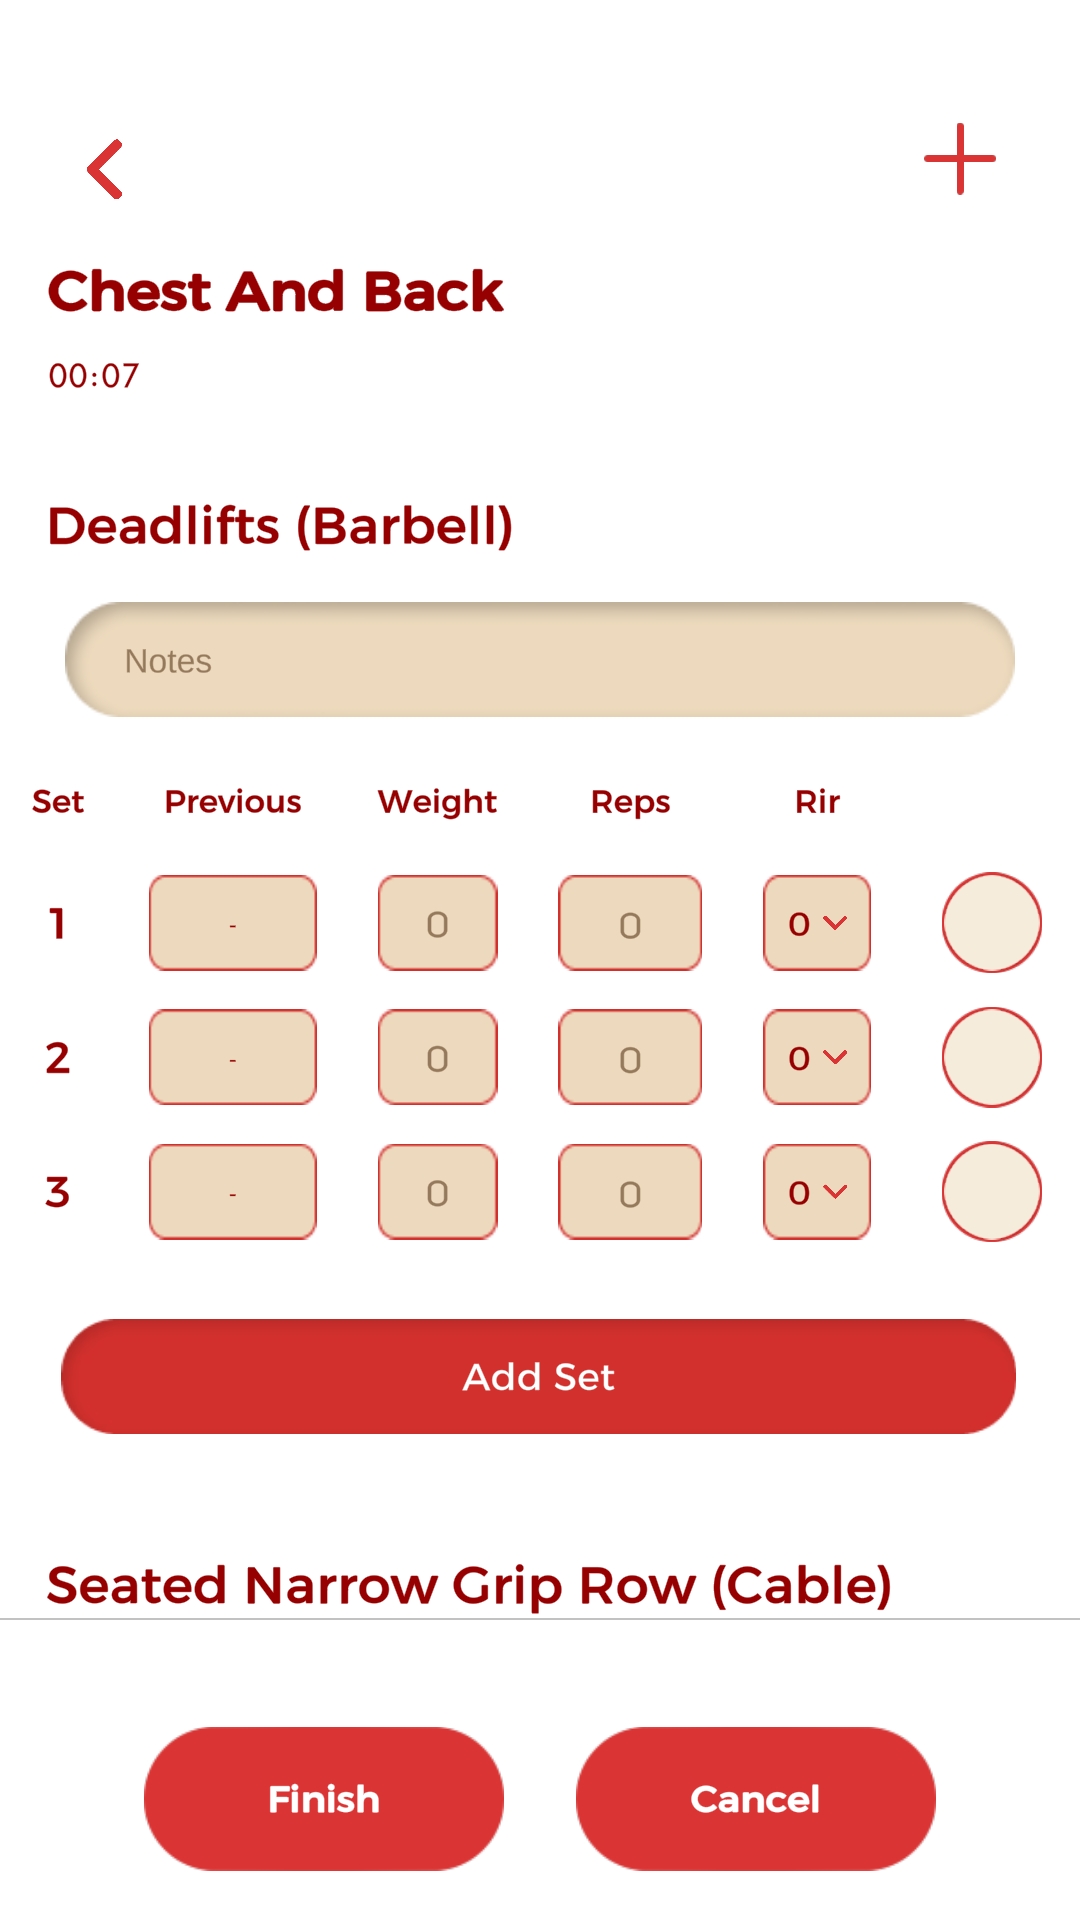 Chest And Back
00:07
Deadlifts (Barbell)
Notes
Set Previous Weight Reps Rir
1 - 0 0 0
2 - 0 0 0
3 - 0 0 0
Add Set
Seated Narrow Grip Row (Cable)
Finish Cancel